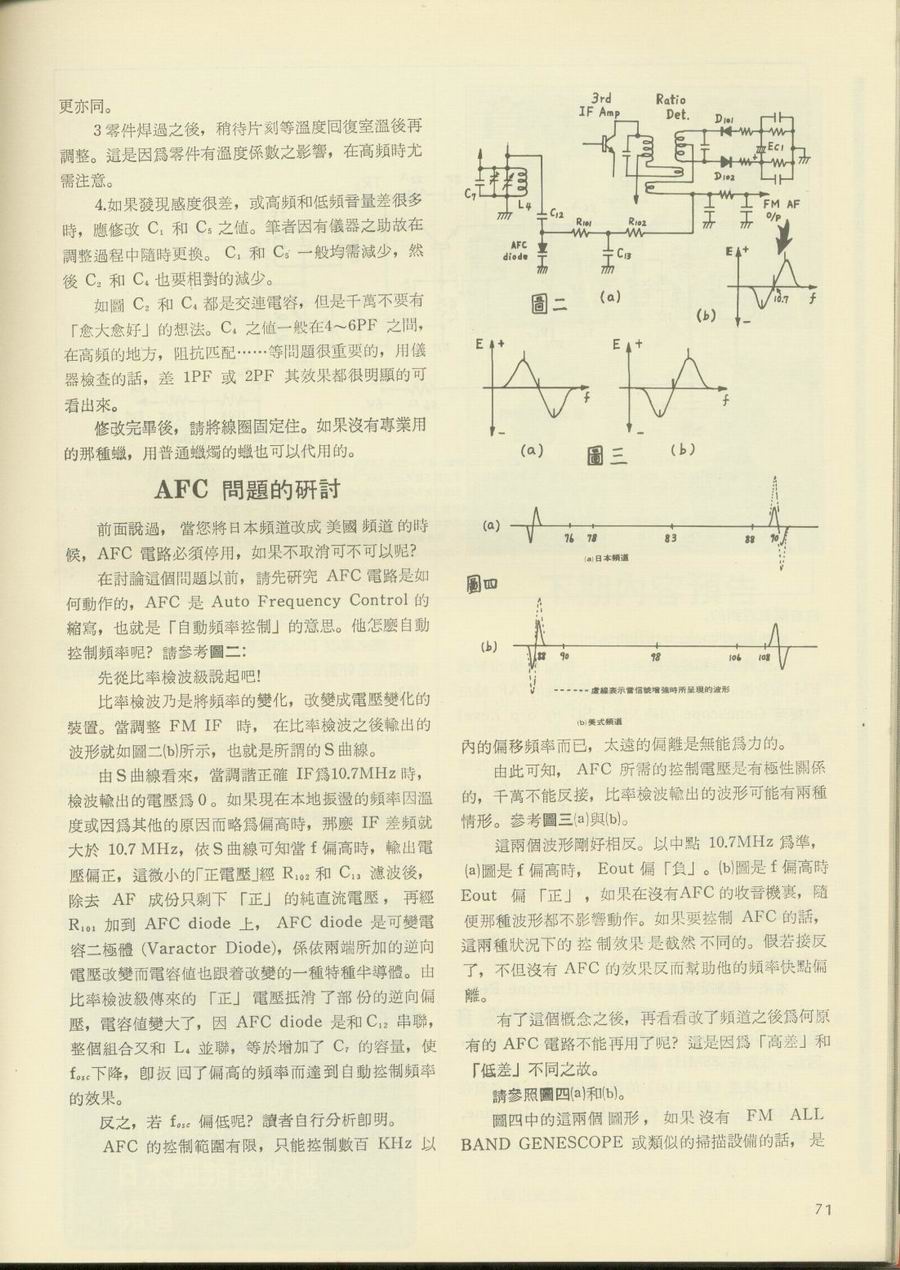 更亦同。
3零件焊過之後，稍待片刻等溫度回復室溫後再
調整。這是因爲零件有溫度係數之影響，在高頻時尤
需注意。
4.如果發現感度很差，或高頻和低頻音量差很多
時，應修改 C₁ 和 C₅ 之值。筆者因有儀器之助故在
調整過程中隨時更換。 C₁ 和 C₅ 一般均需減少，然
後 C₂ 和 C₄ 也要相對的減少。
如圖 C₂ 和 C₄ 都是交連電容，但是千萬不要有
「愈大愈好」的想法。C₄ 之值一般在4～6PF 之間，
在高頻的地方，阻抗匹配……等問題很重要的，用儀
器檢查的話，差 1PF 或 2PF 其效果都很明顯的可
看出來。
修改完畢後，請將線圈固定住。如果沒有專業用
的那種蠟，用普通蠟燭的蠟也可以代用的。
AFC 問題的研討
前面說過， 當您將日本頻道改成 美國 頻道 的時
候，AFC 電路必須停用，如果不取消可不可以呢？
在討論這個問題以前，請先研究 AFC 電路是如
何動作的，AFC 是 Auto Frequency Control 的
縮寫，也就是「自動頻率控制」的意思。他怎麼自動
控制頻率呢？請參考圖二：
先從比率檢波級說起吧！
比率檢波乃是將頻率的變化，改變成電壓變化的
裝置。當調整 FM IF 時， 在比率檢波之後輸出的
波形就如圖二(b)所示，也就是所謂的S曲線。
由S曲線看來，當調諧正確 IF爲10.7MHz 時，
檢波輸出的電壓爲 0 。如果現在本地振盪的頻率因溫
度或因爲其他的原因而略爲偏高時，那麼 IF 差頻就
大於 10.7 MHz，依S曲線可知當 f 偏高時，輸出電
壓偏正，這微小的「正電壓」經 R₁₀₂ 和 C₁₃ 濾波後，
除去 AF 成份只剩下 「正」 的純直流電壓 ， 再經
R₁₀₁ 加到 AFC diode 上， AFC diode 是可變電
容二極體 (Varactor Diode)，係依兩端所加的逆向
電壓改變而電容值也跟着改變的一種特種半導體。由
比率檢波級傳來的 「正」 電壓抵消 了部 份的逆向偏
壓，電容值變大了，因 AFC diode 是和 C₁₂ 串聯，
整個組合又和 L₄ 並聯，等於增加了 C₇ 的容量，使
fosc下降，卽扳 回了偏高的頻率而達到自動控制頻率
的效果。
反之，若 fosc 偏低呢？讀者自行分析卽明。
AFC 的控制範圍有限，只能控制數百 KHz 以
3rd
IF Amp
Ratio
Det.
D101
EC1
D102
C7
L4
C12
R101
R102
AFC
diode
C13
FM AF
O/P
E
+
10.7
f
-
圖二
(a)
(b)
E
+
f
-
E
+
f
-
(a)
圖三
(b)
(a)
76
78
83
88
90
(a)日本頻道
圖四
(b)
88
90
98
106
108
------虛線表示當信號增強時所呈現的波形
(b)美式頻道
內的偏移頻率而已，太遠的偏離是無能爲力的。
由此可知， AFC 所需的控制電壓是有極性關係
的，千萬不能反接，比率檢波輸出的波形可能有兩種
情形。參考圖三(a)與(b)。
這兩個波形剛好相反。以中點 10.7MHz 爲準，
(a)圖是 f 偏高時， Eout 偏「負」。(b)圖是 f 偏高時
Eout 偏 「正」 ，如果在沒有AFC 的收音機裏，隨
便那種波形都不影響動作。如果要控制 AFC 的話，
這兩種狀況下的 控 制效果 是截然 不同的。假若接反
了，不但沒有 AFC 的效果反而幫助他的頻率快點偏
離。
有了這個概念之後，再看看改了頻道之後爲何原
有的 AFC 電路不能再用了呢？這是因爲「高差」和
「低差」不同之故。
請參照圖四(a)和(b)。
圖四中的這兩個 圖形 ， 如果 沒有 FM ALL
BAND GENESCOPE 或類似的掃描設備的話， 是
71